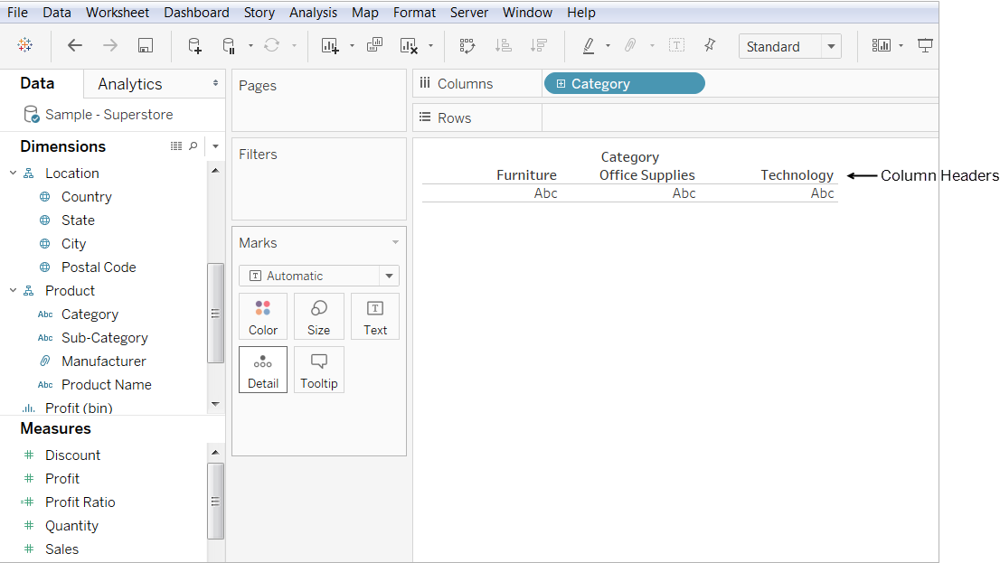 File Data Worksheet Dashboard Story Analysis Map Format Server Window Help
Standard
Data Analytics
Sample - Superstore
Dimensions
Location
Country
State
City
Postal Code
Product
Abc Category
Abc Sub-Category
Manufacturer
Abc Product Name
Profit (bin)
Measures
# Discount
# Profit
=# Profit Ratio
# Quantity
# Sales
Pages
Filters
Marks
T Automatic
Color Size T Text
Detail Tooltip
Columns Category
Rows
Category
Furniture Office Supplies Technology
Abc Abc Abc
Column Headers